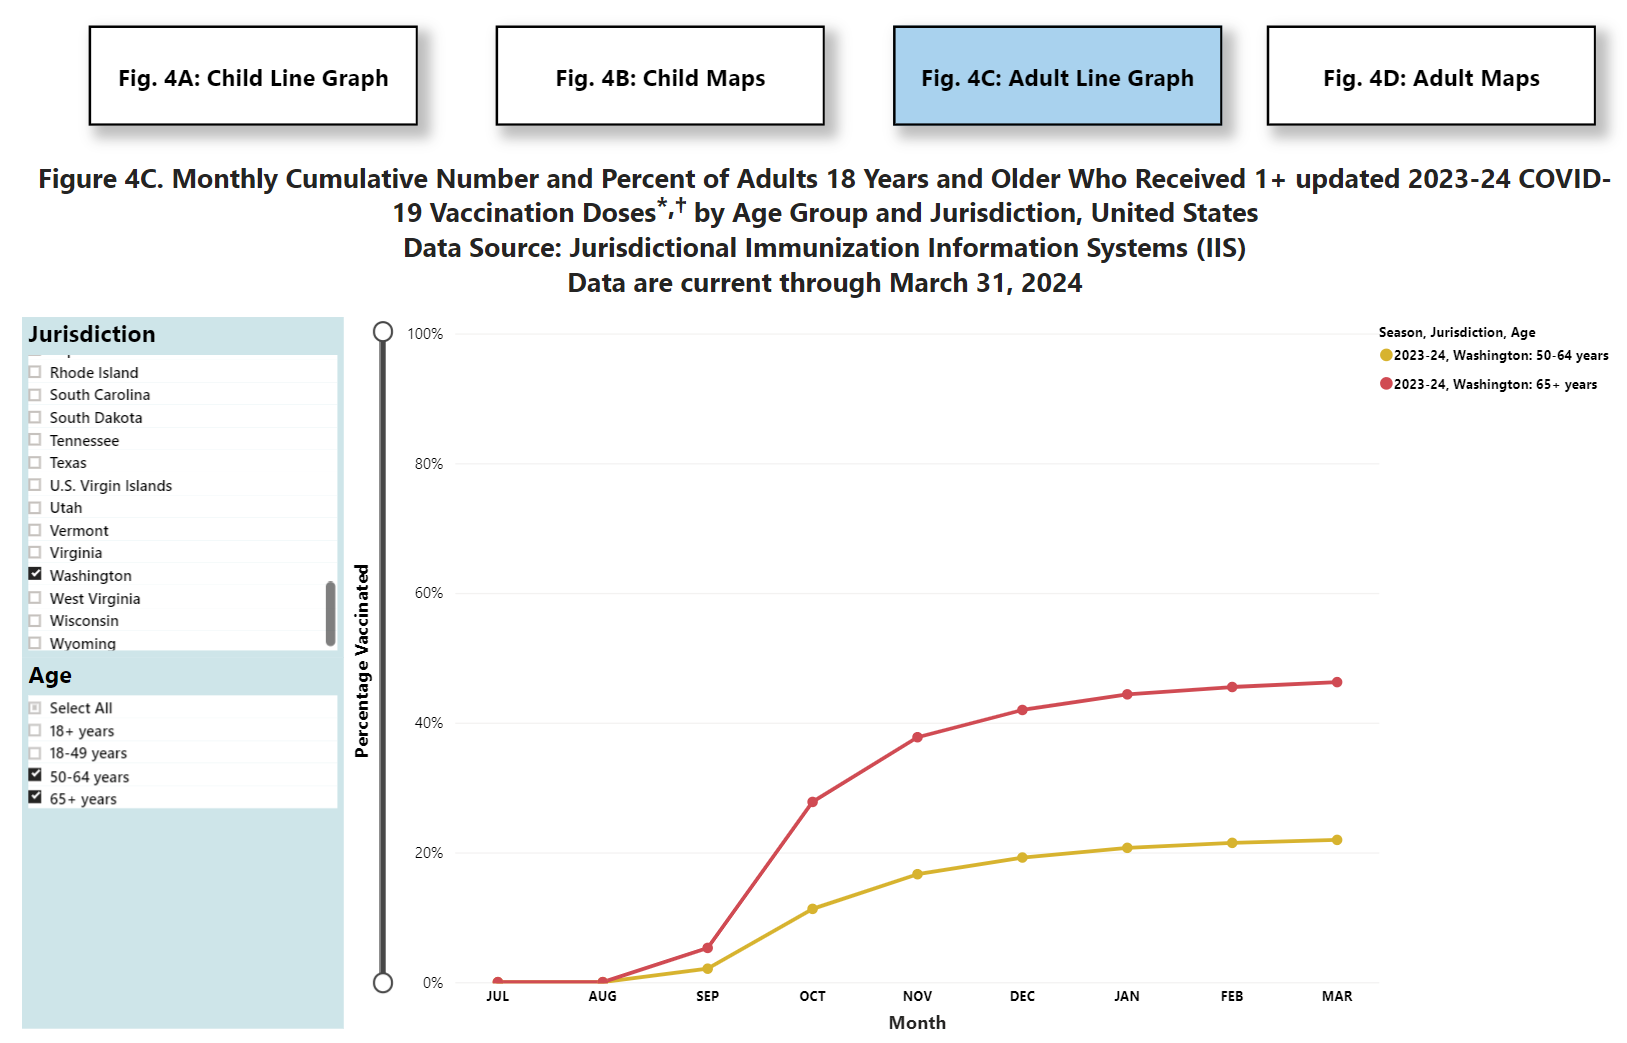 Fig. 4A: Child Line Graph
Fig. 4B: Child Maps
Fig. 4C: Adult Line Graph
Fig. 4D: Adult Maps
Figure 4C. Monthly Cumulative Number and Percent of Adults 18 Years and Older Who Received 1+ updated 2023-24 COVID-
19 Vaccination Doses*,† by Age Group and Jurisdiction, United States
Data Source: Jurisdictional Immunization Information Systems (IIS)
Data are current through March 31, 2024
Jurisdiction
Rhode Island
South Carolina
South Dakota
Tennessee
Texas
U.S. Virgin Islands
Utah
Vermont
Virginia
Washington
West Virginia
Wisconsin
Wyoming
Age
Select All
18+ years
18-49 years
50-64 years
65+ years
Percentage Vaccinated
100%
80%
60%
40%
20%
0%
JUL
AUG
SEP
OCT
NOV
DEC
JAN
FEB
MAR
Month
Season, Jurisdiction, Age
2023-24, Washington: 50-64 years
2023-24, Washington: 65+ years